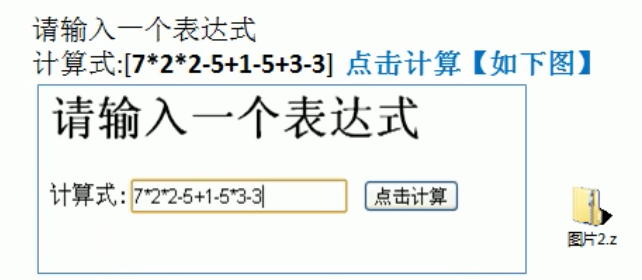 请输入一个表达式
计算式:[7*2*2-5+1-5+3-3] 点击计算【如下图】
请输入一个表达式
计算式: 7*2*2-5+1-5*3-3 点击计算
图片2.z